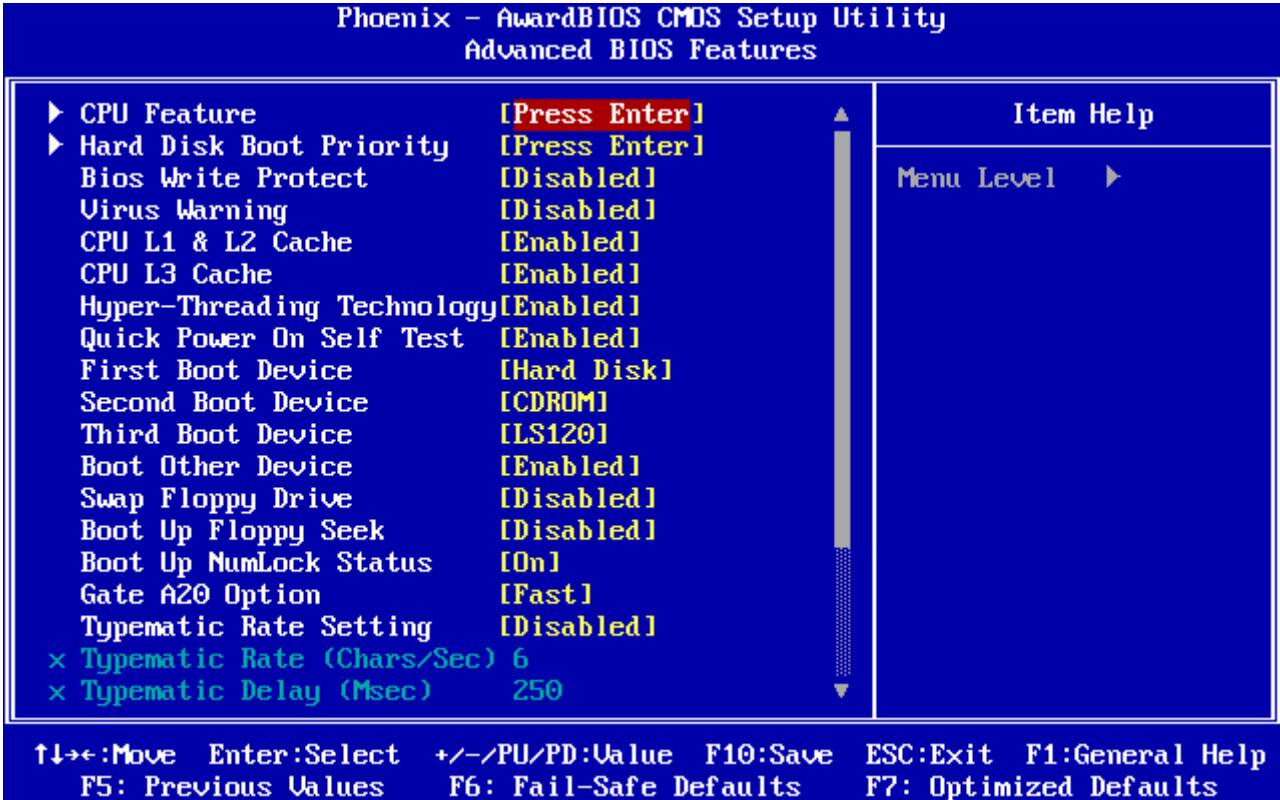 Phoenix - AwardBIOS CMOS Setup Utility
Advanced BIOS Features
CPU Feature [Press Enter]
Hard Disk Boot Priority [Press Enter]
Bios Write Protect [Disabled]
Virus Warning [Disabled]
CPU L1 & L2 Cache [Enabled]
CPU L3 Cache [Enabled]
Hyper-Threading Technology[Enabled]
Quick Power On Self Test [Enabled]
First Boot Device [Hard Disk]
Second Boot Device [CDROM]
Third Boot Device [LS120]
Boot Other Device [Enabled]
Swap Floppy Drive [Disabled]
Boot Up Floppy Seek [Disabled]
Boot Up NumLock Status [On]
Gate A20 Option [Fast]
Typematic Rate Setting [Disabled]
x Typematic Rate (Chars/Sec) 6
x Typematic Delay (Msec) 250
Item Help
Menu Level ▶
↑↓→←:Move Enter:Select +/-/PU/PD:Value F10:Save ESC:Exit F1:General Help
F5: Previous Values F6: Fail-Safe Defaults F7: Optimized Defaults